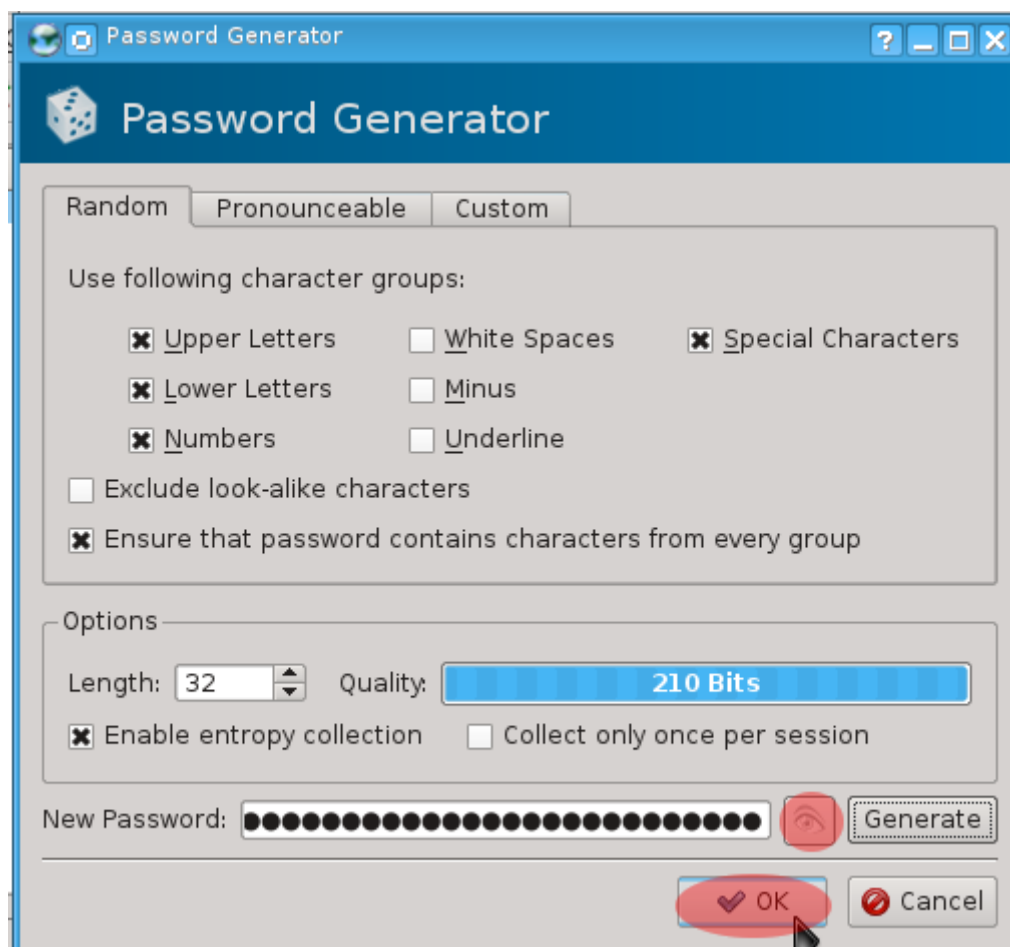 Password Generator
Password Generator
Random Pronounceable Custom
Use following character groups:
Upper Letters White Spaces Special Characters
Lower Letters Minus
Numbers Underline
Exclude look-alike characters
Ensure that password contains characters from every group
Options
Length: 32 Quality: 210 Bits
Enable entropy collection Collect only once per session
New Password: Generate
OK Cancel